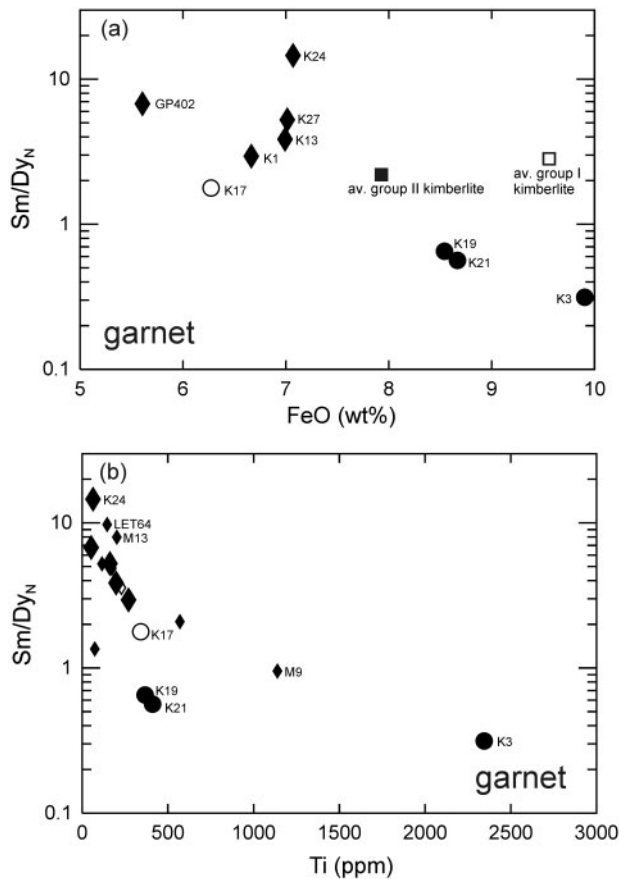 (a)
K24
GP402
K27
K13
K1
K17
av. group II kimberlite
av. group I
kimberlite
K19
K21
K3
garnet
10
1
0.1
Sm/DyN
5 6 7 8 9 10
FeO (wt%)
(b)
K24
LET64
M13
K17
K19
K21
M9
K3
garnet
10
1
0.1
Sm/DyN
0 500 1000 1500 2000 2500 3000
Ti (ppm)